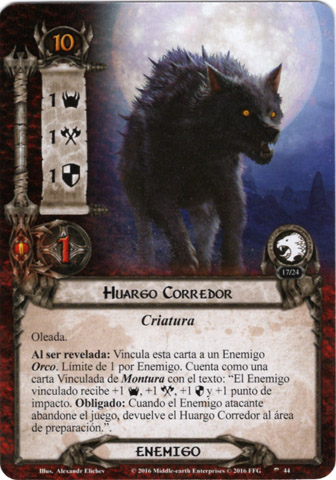 10
1
1
1
1
17/24
Huargo Corredor
Criatura
Oleada.
Al ser revelada: Vincula esta carta a un Enemigo
Orco. Límite de 1 por Enemigo. Cuenta como una
carta Vinculada de Montura con el texto: “El Enemigo
vinculado recibe +1 , +1 , +1 y +1 punto de
impacto. Obligado: Cuando el Enemigo atacante
abandone el juego, devuelve el Huargo Corredor al área
de preparación.”.
ENEMIGO
Illus. Alexandr Elichev © 2016 Middle-earth Enterprises © 2016 FFG 44